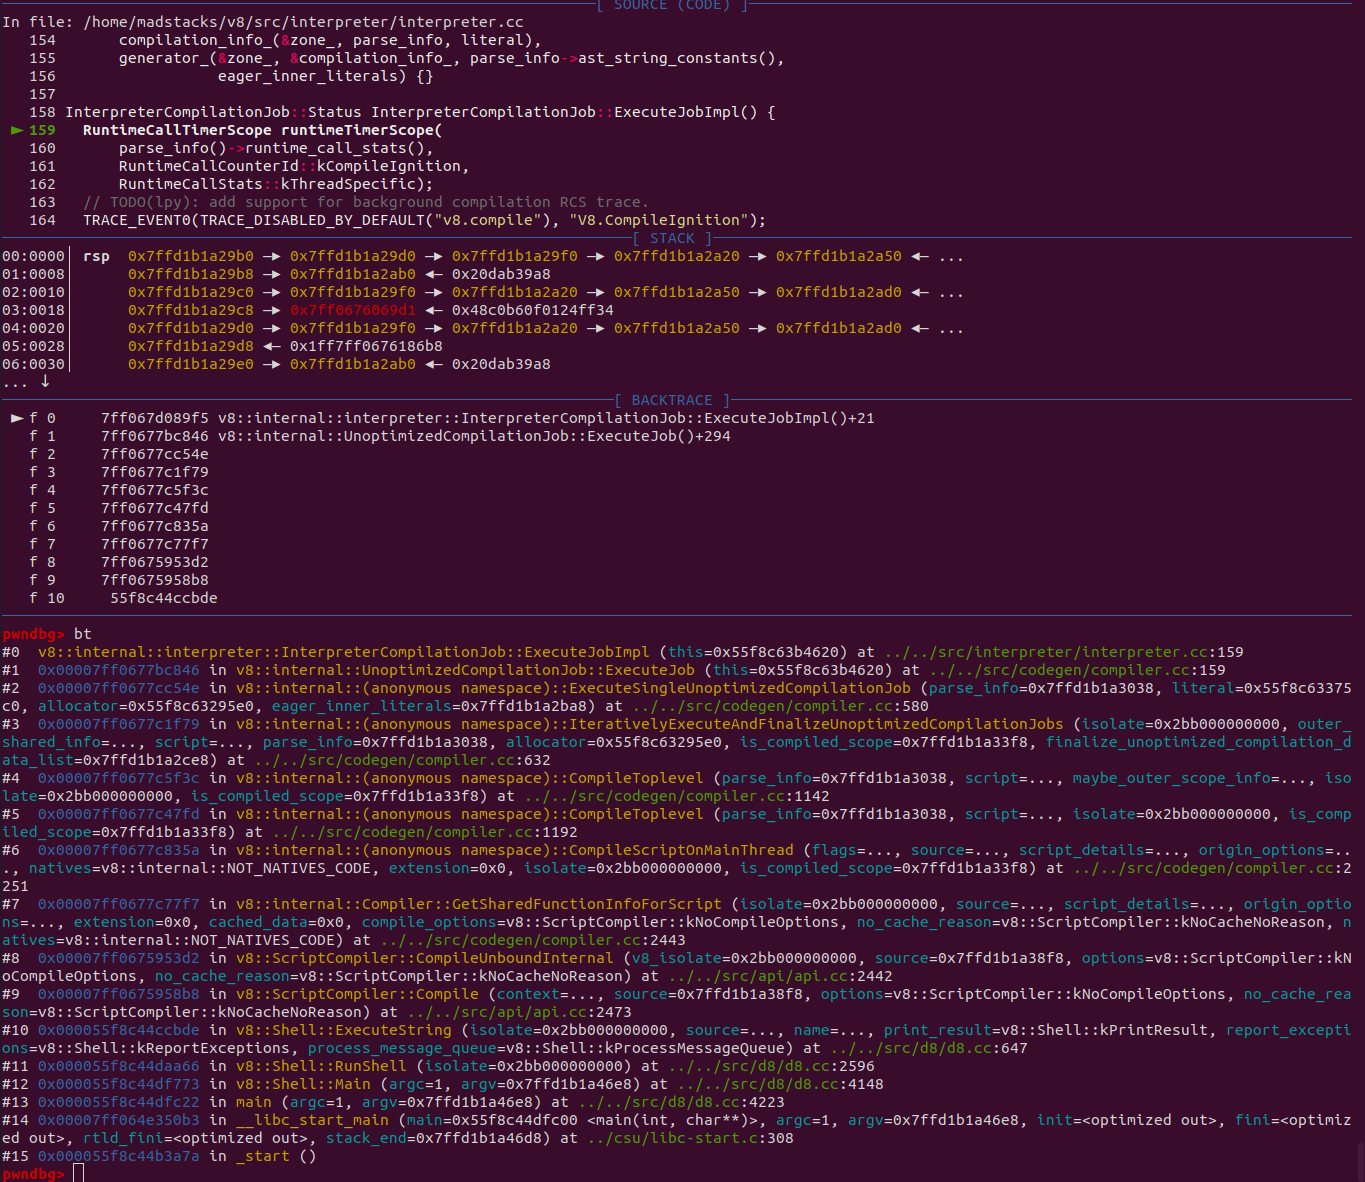 [ SOURCE (CODE) ]
In file: /home/madstacks/v8/src/interpreter/interpreter.cc
154 compilation_info_(&zone_, parse_info, literal),
155 generator_(&zone_, &compilation_info_, parse_info->ast_string_constants(),
156 eager_inner_literals) {}
157
158 InterpreterCompilationJob::Status InterpreterCompilationJob::ExecuteJobImpl() {
► 159 RuntimeCallTimerScope runtimeTimerScope(
160 parse_info()->runtime_call_stats(),
161 RuntimeCallCounterId::kCompileIgnition,
162 RuntimeCallStats::kThreadSpecific);
163 // TODO(lpy): add support for background compilation RCS trace.
164 TRACE_EVENT0(TRACE_DISABLED_BY_DEFAULT("v8.compile"), "V8.CompileIgnition");
[ STACK ]
00:0000│ rsp 0x7ffd1b1a29b0 —► 0x7ffd1b1a29d0 —► 0x7ffd1b1a29f0 —► 0x7ffd1b1a2a20 —► 0x7ffd1b1a2a50 ◄— ...
01:0008│ 0x7ffd1b1a29b8 —► 0x7ffd1b1a2ab0 ◄— 0x20dab39a8
02:0010│ 0x7ffd1b1a29c0 —► 0x7ffd1b1a29f0 —► 0x7ffd1b1a2a20 —► 0x7ffd1b1a2a50 —► 0x7ffd1b1a2ad0 ◄— ...
03:0018│ 0x7ffd1b1a29c8 —► 0x7ff0676069d1 ◄— 0x48c0b60f0124ff34
04:0020│ 0x7ffd1b1a29d0 —► 0x7ffd1b1a29f0 —► 0x7ffd1b1a2a20 —► 0x7ffd1b1a2a50 —► 0x7ffd1b1a2ad0 ◄— ...
05:0028│ 0x7ffd1b1a29d8 ◄— 0x1ff7ff0676186b8
06:0030│ 0x7ffd1b1a29e0 —► 0x7ffd1b1a2ab0 ◄— 0x20dab39a8
... ↓
[ BACKTRACE ]
► f 0 7ff067d089f5 v8::internal::interpreter::InterpreterCompilationJob::ExecuteJobImpl()+21
f 1 7ff0677bc846 v8::internal::UnoptimizedCompilationJob::ExecuteJob()+294
f 2 7ff0677cc54e
f 3 7ff0677c1f79
f 4 7ff0677c5f3c
f 5 7ff0677c47fd
f 6 7ff0677c835a
f 7 7ff0677c77f7
f 8 7ff0675953d2
f 9 7ff0675958b8
f 10 55f8c44ccbde
pwndbg> bt
#0 v8::internal::interpreter::InterpreterCompilationJob::ExecuteJobImpl (this=0x55f8c63b4620) at ../../src/interpreter/interpreter.cc:159
#1 0x00007ff0677bc846 in v8::internal::UnoptimizedCompilationJob::ExecuteJob (this=0x55f8c63b4620) at ../../src/codegen/compiler.cc:159
#2 0x00007ff0677cc54e in v8::internal::(anonymous namespace)::ExecuteSingleUnoptimizedCompilationJob (parse_info=0x7ffd1b1a3038, literal=0x55f8c63375
c0, allocator=0x55f8c63295e0, eager_inner_literals=0x7ffd1b1a2ba8) at ../../src/codegen/compiler.cc:580
#3 0x00007ff0677c1f79 in v8::internal::(anonymous namespace)::IterativelyExecuteAndFinalizeUnoptimizedCompilationJobs (isolate=0x2bb000000000, outer_
shared_info=..., script=..., parse_info=0x7ffd1b1a3038, allocator=0x55f8c63295e0, is_compiled_scope=0x7ffd1b1a33f8, finalize_unoptimized_compilation_d
ata_list=0x7ffd1b1a2ce8) at ../../src/codegen/compiler.cc:632
#4 0x00007ff0677c5f3c in v8::internal::(anonymous namespace)::CompileToplevel (parse_info=0x7ffd1b1a3038, script=..., maybe_outer_scope_info=..., iso
late=0x2bb000000000, is_compiled_scope=0x7ffd1b1a33f8) at ../../src/codegen/compiler.cc:1142
#5 0x00007ff0677c47fd in v8::internal::(anonymous namespace)::CompileToplevel (parse_info=0x7ffd1b1a3038, script=..., isolate=0x2bb000000000, is_comp
iled_scope=0x7ffd1b1a33f8) at ../../src/codegen/compiler.cc:1192
#6 0x00007ff0677c835a in v8::internal::(anonymous namespace)::CompileScriptOnMainThread (flags=..., source=..., script_details=..., origin_options=..
., natives=v8::internal::NOT_NATIVES_CODE, extension=0x0, isolate=0x2bb000000000, is_compiled_scope=0x7ffd1b1a33f8) at ../../src/codegen/compiler.cc:2
251
#7 0x00007ff0677c77f7 in v8::internal::Compiler::GetSharedFunctionInfoForScript (isolate=0x2bb000000000, source=..., script_details=..., origin_optio
ns=..., extension=0x0, cached_data=0x0, compile_options=v8::ScriptCompiler::kNoCompileOptions, no_cache_reason=v8::ScriptCompiler::kNoCacheNoReason, n
atives=v8::internal::NOT_NATIVES_CODE) at ../../src/codegen/compiler.cc:2443
#8 0x00007ff0675953d2 in v8::ScriptCompiler::CompileUnboundInternal (v8_isolate=0x2bb000000000, source=0x7ffd1b1a38f8, options=v8::ScriptCompiler::kN
oCompileOptions, no_cache_reason=v8::ScriptCompiler::kNoCacheNoReason) at ../../src/api/api.cc:2442
#9 0x00007ff0675958b8 in v8::ScriptCompiler::Compile (context=..., source=0x7ffd1b1a38f8, options=v8::ScriptCompiler::kNoCompileOptions, no_cache_rea
son=v8::ScriptCompiler::kNoCacheNoReason) at ../../src/api/api.cc:2473
#10 0x000055f8c44ccbde in v8::Shell::ExecuteString (isolate=0x2bb000000000, source=..., name=..., print_result=v8::Shell::kPrintResult, report_excepti
ons=v8::Shell::kReportExceptions, process_message_queue=v8::Shell::kProcessMessageQueue) at ../../src/d8/d8.cc:647
#11 0x000055f8c44daa66 in v8::Shell::RunShell (isolate=0x2bb000000000) at ../../src/d8/d8.cc:2596
#12 0x000055f8c44df773 in v8::Shell::Main (argc=1, argv=0x7ffd1b1a46e8) at ../../src/d8/d8.cc:4148
#13 0x000055f8c44dfc22 in main (argc=1, argv=0x7ffd1b1a46e8) at ../../src/d8/d8.cc:4223
#14 0x00007ff064e350b3 in __libc_start_main (main=0x55f8c44dfc00 <main(int, char**)>, argc=1, argv=0x7ffd1b1a46e8, init=<optimized out>, fini=<optimiz
ed out>, rtld_fini=<optimized out>, stack_end=0x7ffd1b1a46d8) at ../csu/libc-start.c:308
#15 0x000055f8c44b3a7a in _start ()
pwndbg>